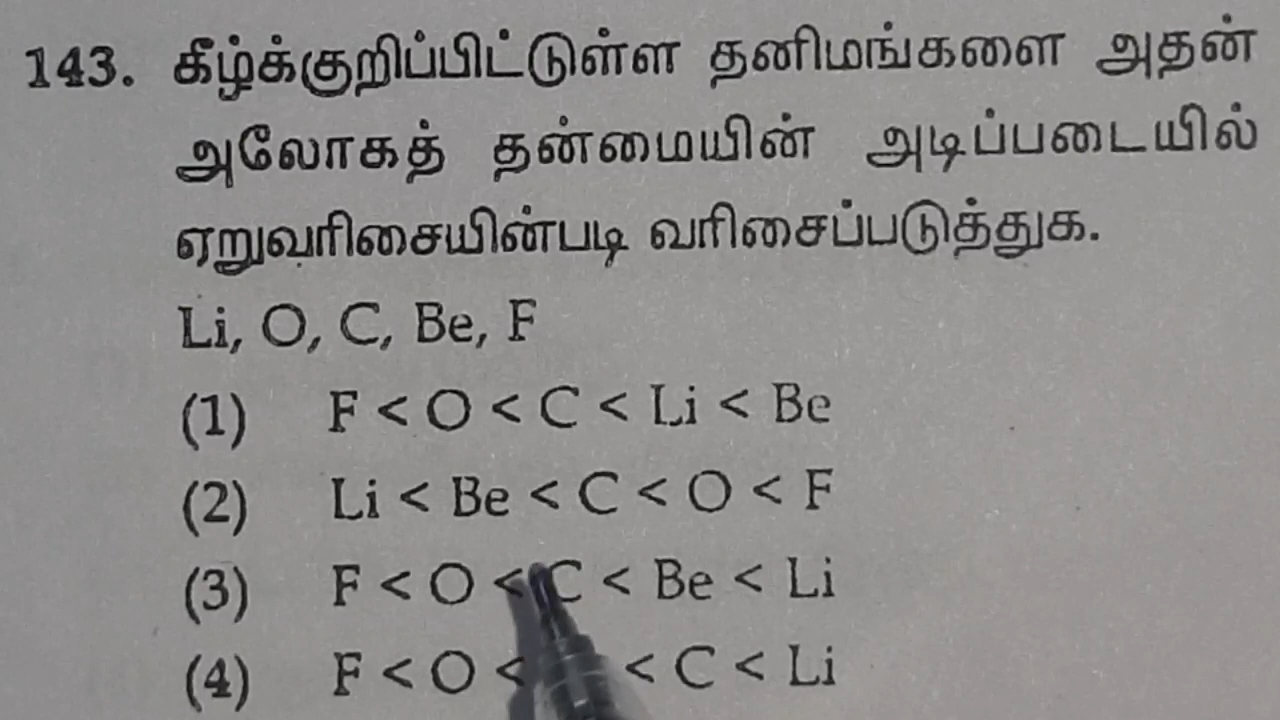 143. கீழ்க்குறிப்பிட்டுள்ள தனிமங்களை அதன்
அலோகத் தன்மையின் அடிப்படையில்
ஏறுவரிசையின்படி வரிசைப்படுத்துக.
Li, O, C, Be, F
(1) F < O < C < Li < Be
(2) Li < Be < C < O < F
(3) F < O < C < Be < Li
(4) F < O < < C < Li